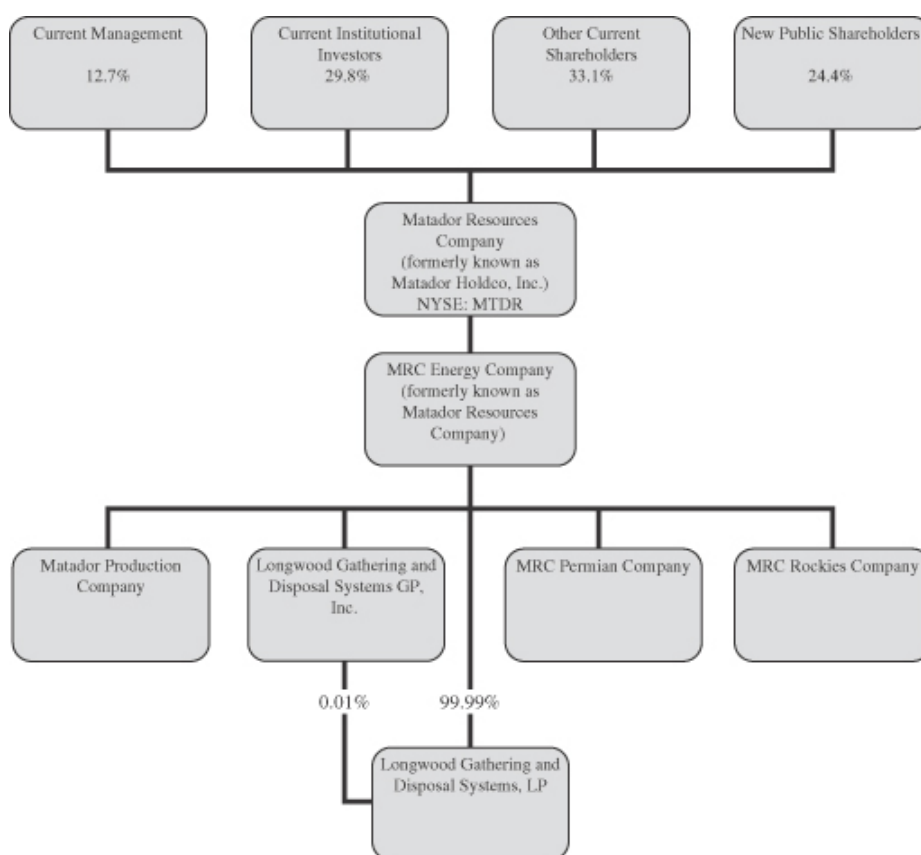 Current Management
12.7%
Current Institutional
Investors
29.8%
Other Current
Shareholders
33.1%
New Public Shareholders
24.4%
Matador Resources
Company
(formerly known as
Matador Holdco, Inc.)
NYSE: MTDR
MRC Energy Company
(formerly known as
Matador Resources
Company)
Matador Production
Company
Longwood Gathering and
Disposal Systems GP,
Inc.
MRC Permian Company
MRC Rockies Company
0.01%
99.99%
Longwood Gathering and
Disposal Systems, LP